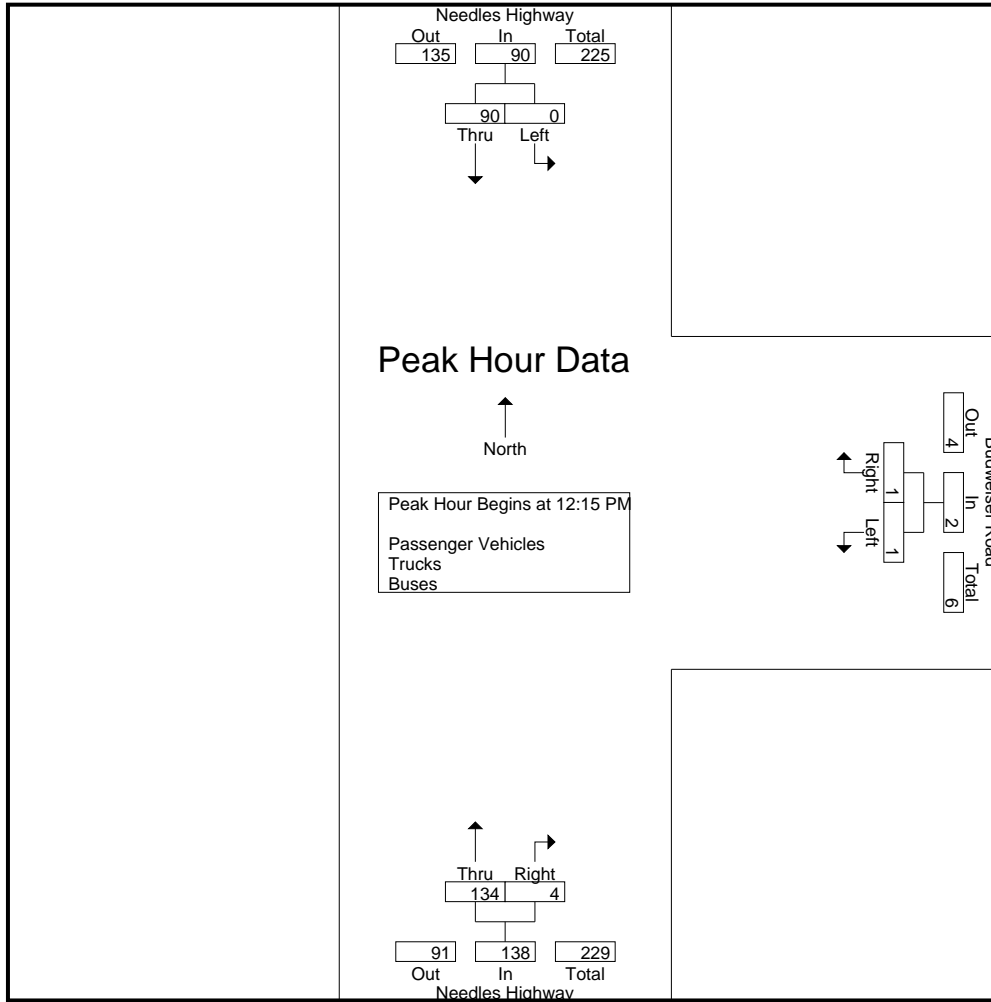 Needles Highway
Out In Total
135 90 225
90 0
Thru Left
Peak Hour Data
North
Peak Hour Begins at 12:15 PM
Passenger Vehicles
Trucks
Buses
Budweiser Road
Out In Total
4 2 6
Right Left
1 1
Thru Right
134 4
91 138 229
Out In Total
Needles Highway